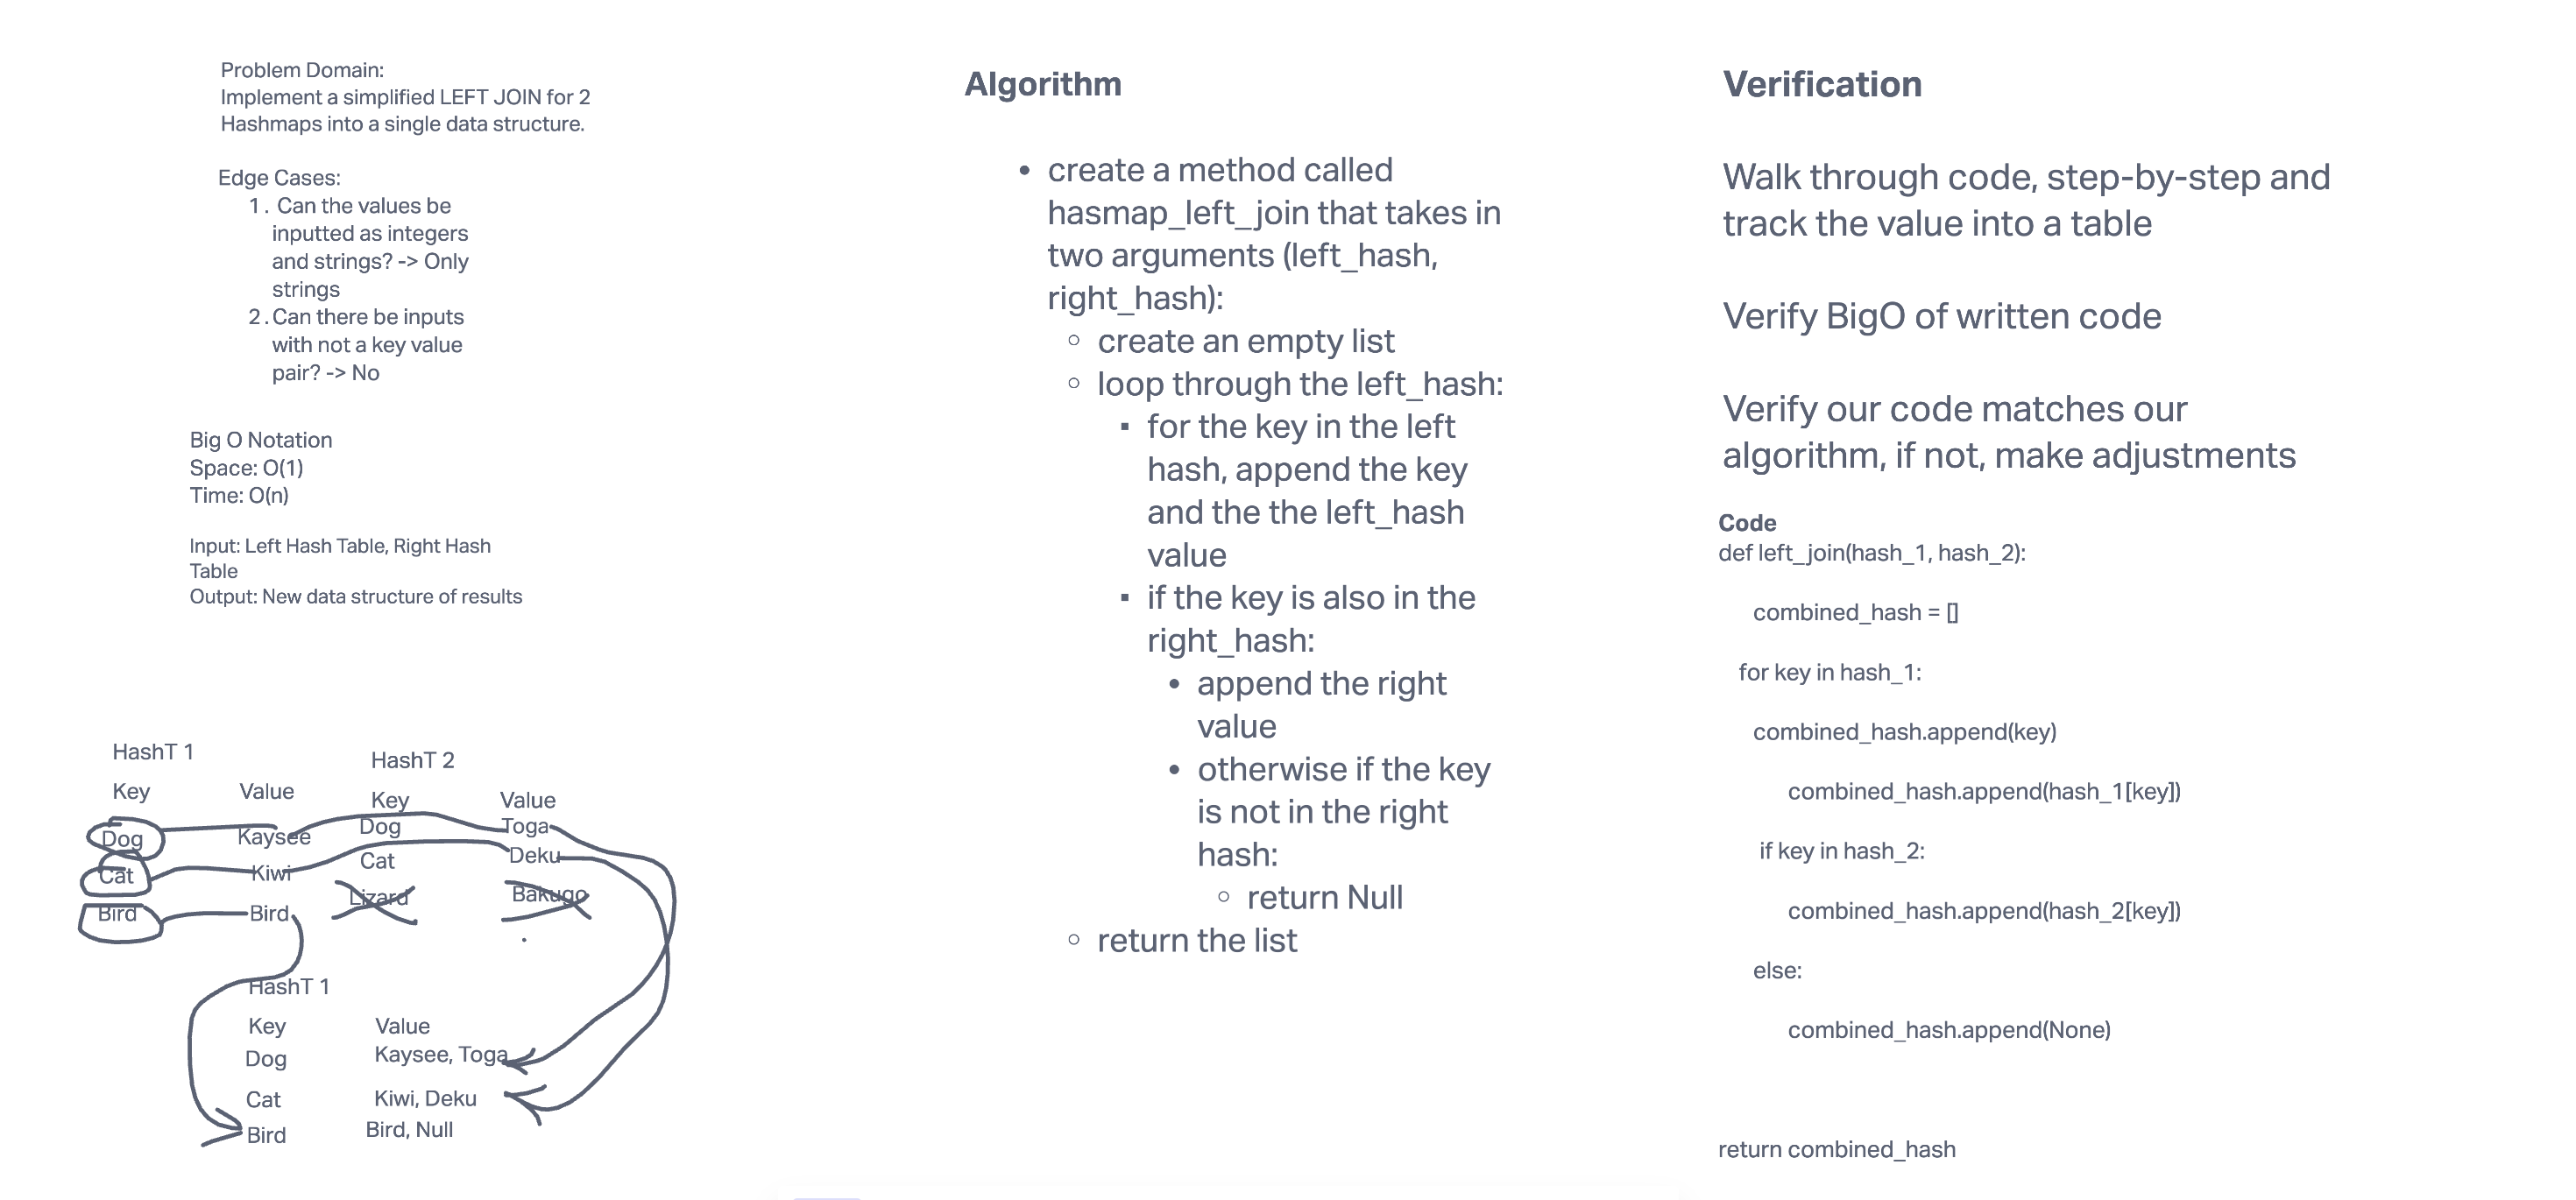 Problem Domain:
Implement a simplified LEFT JOIN for 2
Hashmaps into a single data structure.
Edge Cases:
1. Can the values be
inputted as integers
and strings? -> Only
strings
2. Can there be inputs
with not a key value
pair? -> No
Big O Notation
Space: O(1)
Time: O(n)
Input: Left Hash Table, Right Hash
Table
Output: New data structure of results
HashT 1
HashT 2
Key Value
Key Value
Dog Kaysee Dog Toga
Cat Kiwi Cat Deku
Bird Bird Lizard Bakugo
HashT 1
Key Value
Dog Kaysee, Toga
Cat Kiwi, Deku
Bird Bird, Null
Algorithm
• create a method called
hasmap_left_join that takes in
two arguments (left_hash,
right_hash):
○ create an empty list
○ loop through the left_hash:
▪ for the key in the left
hash, append the key
and the the left_hash
value
▪ if the key is also in the
right_hash:
• append the right
value
• otherwise if the key
is not in the right
hash:
○ return Null
○ return the list
Verification
Walk through code, step-by-step and
track the value into a table
Verify BigO of written code
Verify our code matches our
algorithm, if not, make adjustments
Code
def left_join(hash_1, hash_2):
combined_hash = []
for key in hash_1:
combined_hash.append(key)
combined_hash.append(hash_1[key])
if key in hash_2:
combined_hash.append(hash_2[key])
else:
combined_hash.append(None)
return combined_hash